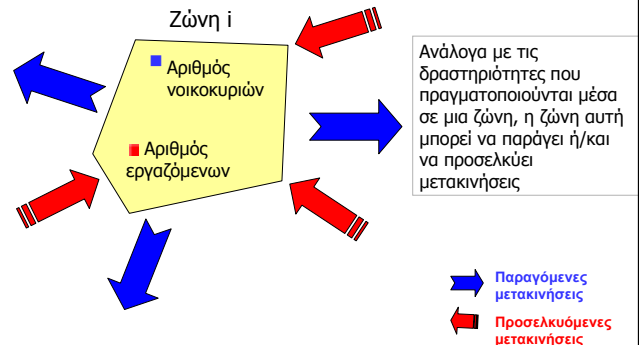 Ζώνη i
Αριθμός
νοικοκυριών
Αριθμός
εργαζόμενων
Ανάλογα με τις
δραστηριότητες που
πραγματοποιούνται μέσα
σε μια ζώνη, η ζώνη αυτή
μπορεί να παράγει ή/και
να προσελκύει
μετακινήσεις
Παραγόμενες
μετακινήσεις
Προσελκυόμενες
μετακινήσεις